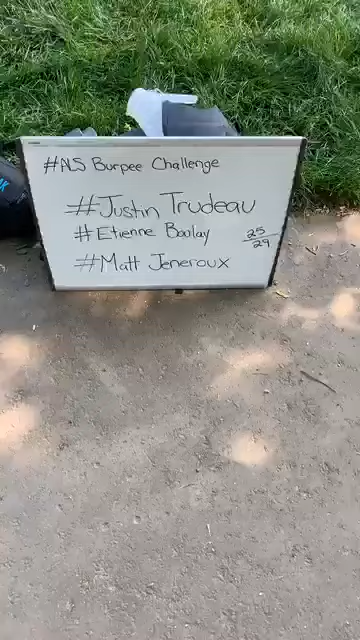 #ALS Burpee Challenge
#Justin Trudeau
#Etienne Boulay
25/29
#Matt Jeneroux